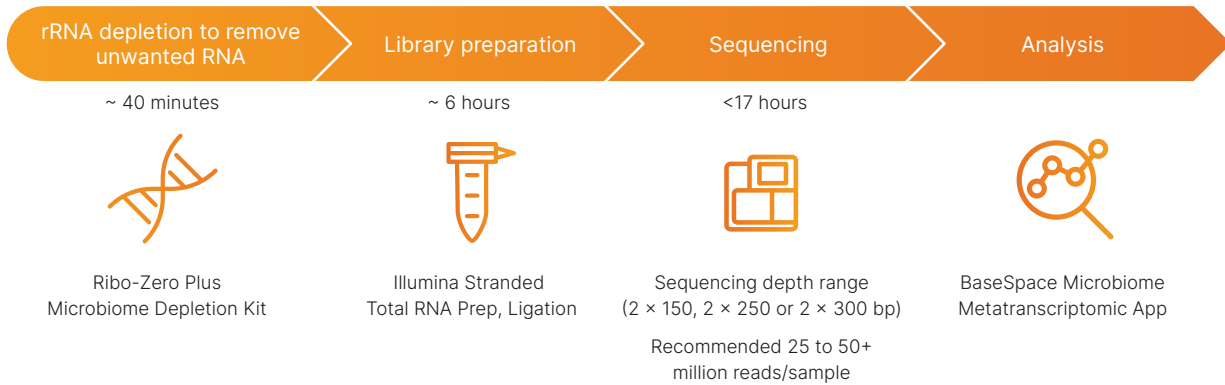 rRNA depletion to remove
unwanted RNA
Library preparation
Sequencing
Analysis
~ 40 minutes
~ 6 hours
<17 hours
Ribo-Zero Plus
Microbiome Depletion Kit
Illumina Stranded
Total RNA Prep, Ligation
Sequencing depth range
(2 × 150, 2 × 250 or 2 × 300 bp)
Recommended 25 to 50+
million reads/sample
BaseSpace Microbiome
Metatranscriptomic App